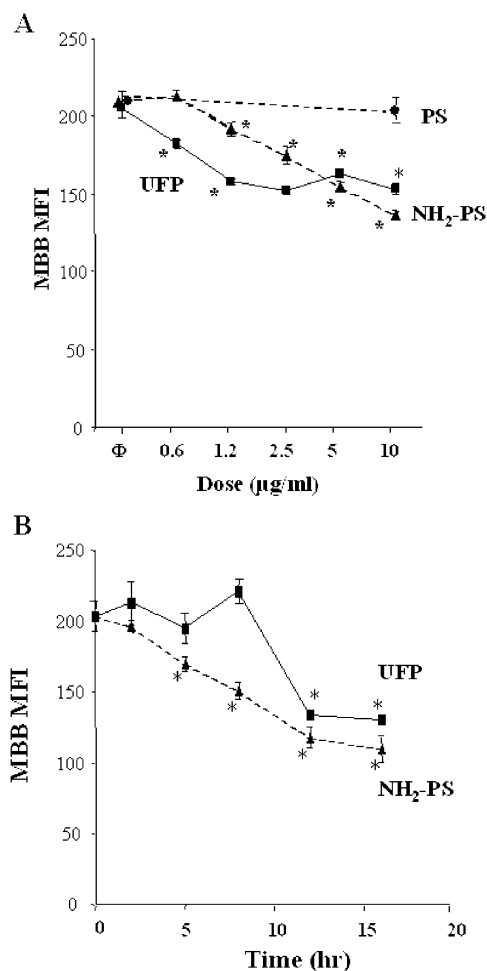 A
250
200
150
100
50
0
MBB MFI
PS
UFP
NH2-PS
* * * * * * * *
Φ 0.6 1.2 2.5 5 10
Dose (µg/ml)
B
250
200
150
100
50
0
MBB MFI
UFP
NH2-PS
* * * * * *
0 5 10 15 20
Time (hr)